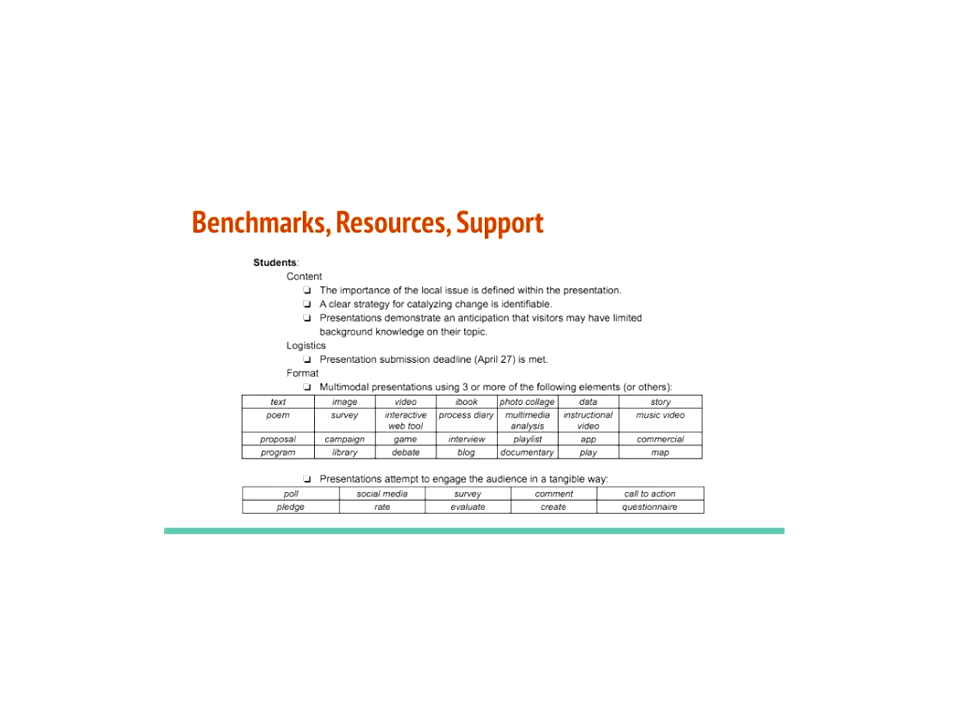 Benchmarks, Resources, Support
Students:
Content
❏ The importance of the local issue is defined within the presentation.
❏ A clear strategy for catalyzing change is identifiable.
❏ Presentations demonstrate an anticipation that visitors may have limited
background knowledge on their topic.
Logistics
❏ Presentation submission deadline (April 27) is met.
Format
❏ Multimodal presentations using 3 or more of the following elements (or others):
text image video ibook photo collage data story
poem survey interactive web tool process diary multimedia analysis instructional video music video
proposal campaign game interview playlist app commercial
program library debate blog documentary play map
❏ Presentations attempt to engage the audience in a tangible way:
poll social media survey comment call to action
pledge rate evaluate create questionnaire